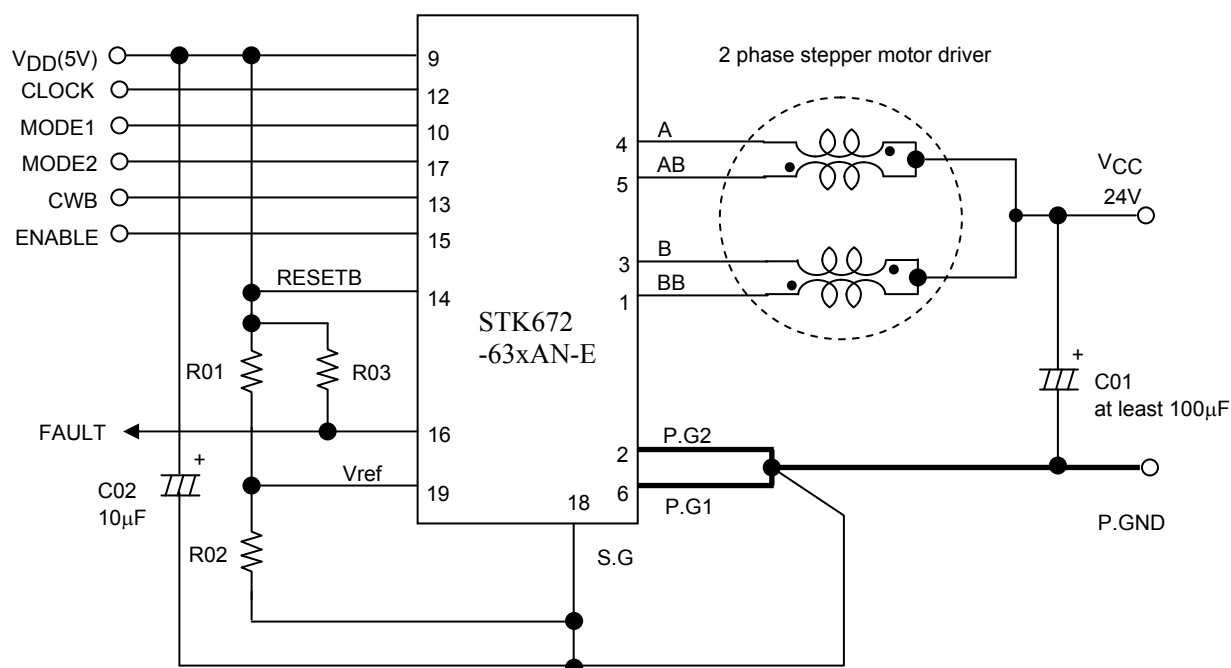 VDD(5V)
CLOCK
MODE1
MODE2
CWB
ENABLE
9
12
10
17
13
15
RESETB
14
R01
R03
FAULT
16
Vref
19
C02
10μF
+
R02
STK672
-63xAN-E
18
S.G
2 phase stepper motor driver
4
A
5
AB
3
B
1
BB
VCC
24V
+
C01
at least 100μF
2
P.G2
6
P.G1
P.GND